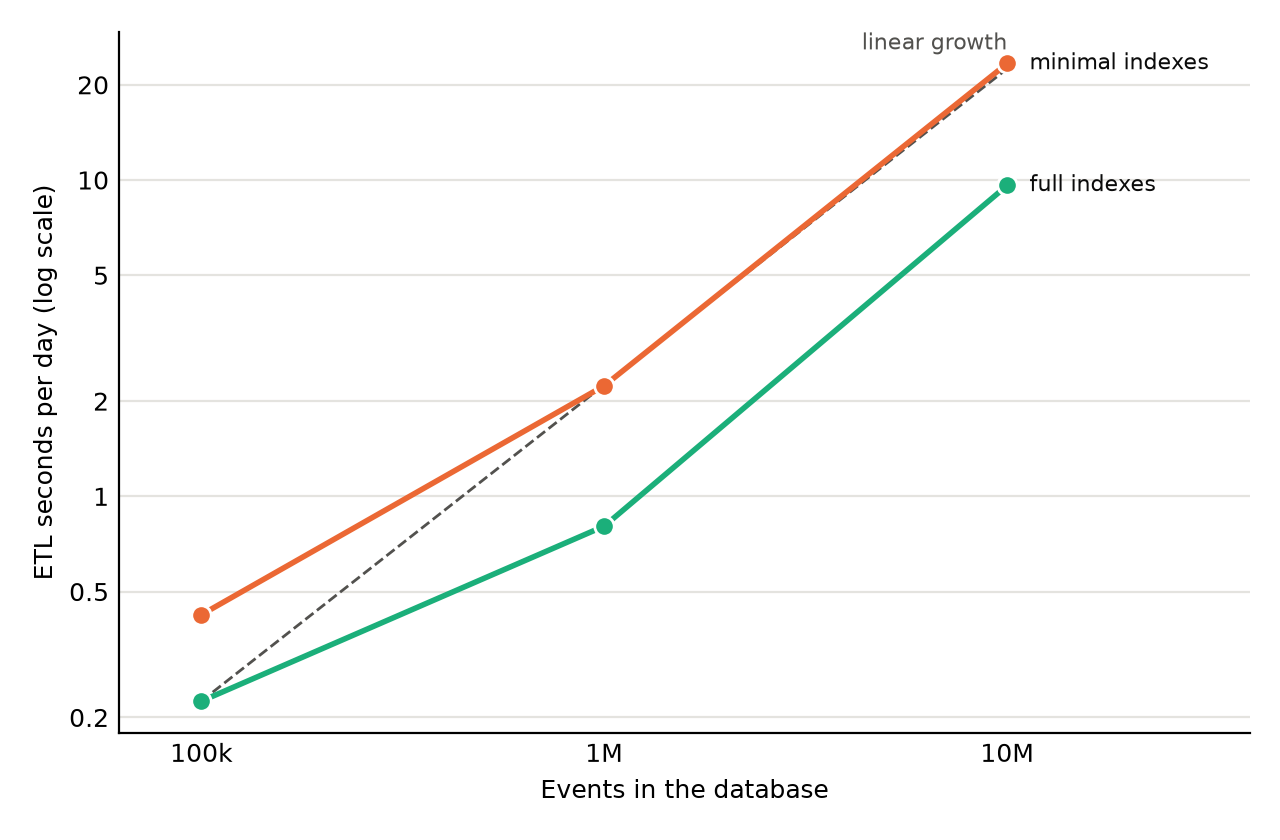 linear growth
minimal indexes
full indexes
ETL seconds per day (log scale)
20
10
5
2
1
0.5
0.2
100k
1M
10M
Events in the database